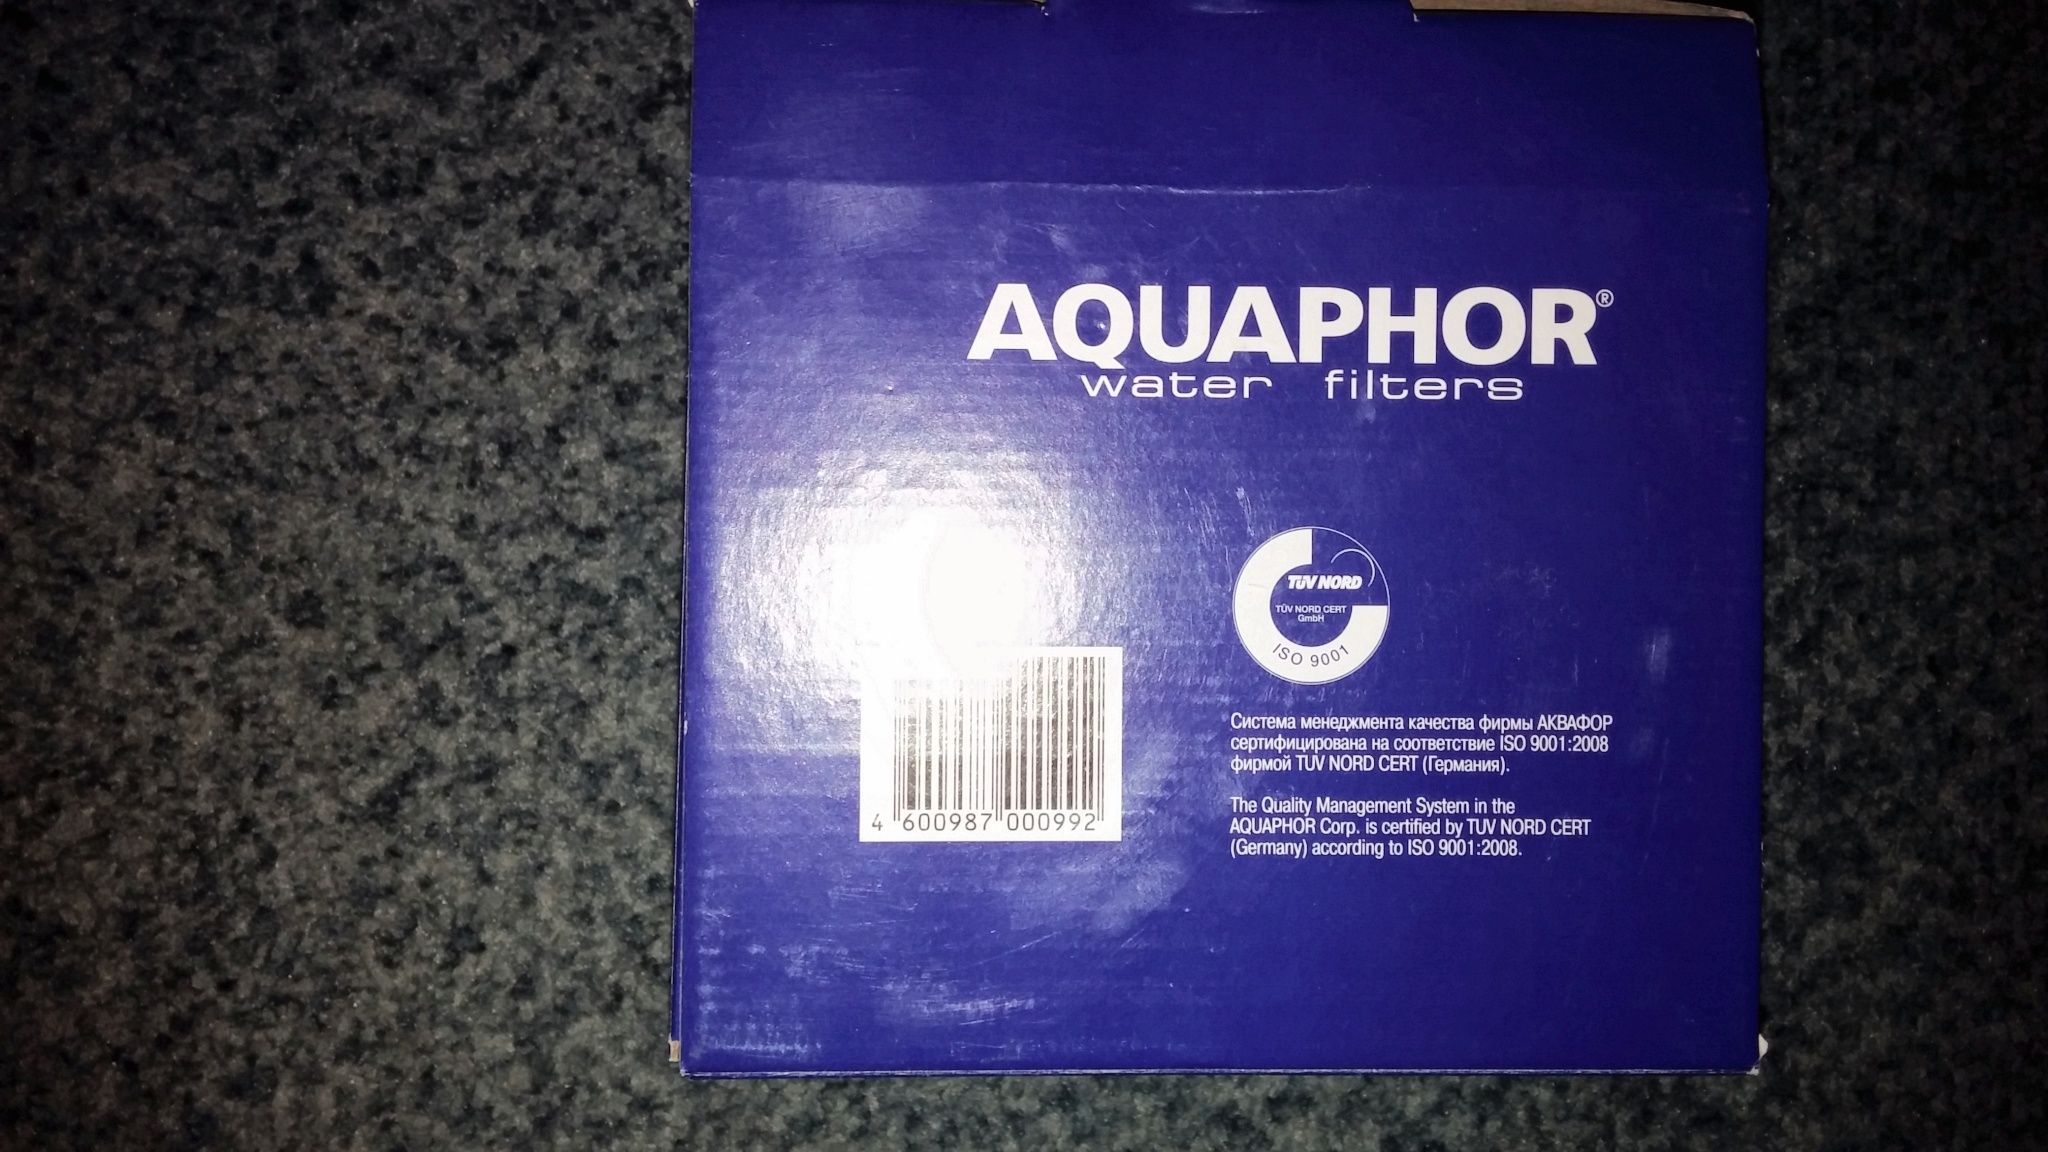 AQUAPHOR®
water filters
TÜV NORD
TÜV NORD CERT
GmbH
ISO 9001
4 600987 000992
Система менеджмента качества фирмы АКВАФОР
сертифицирована на соответствие ISO 9001:2008
фирмой TUV NORD CERT (Германия).
The Quality Management System in the
AQUAPHOR Corp. is certified by TUV NORD CERT
(Germany) according to ISO 9001:2008.